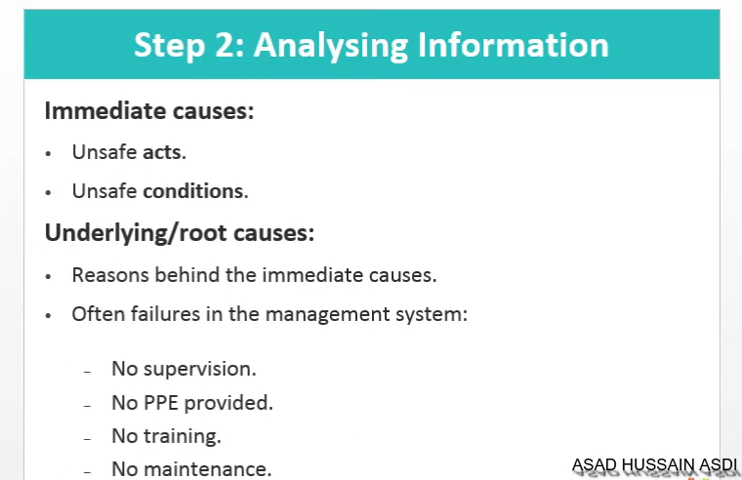 Step 2: Analysing Information
Immediate causes:
• Unsafe acts.
• Unsafe conditions.
Underlying/root causes:
• Reasons behind the immediate causes.
• Often failures in the management system:
– No supervision.
– No PPE provided.
– No training.
– No maintenance.
ASAD HUSSAIN ASDI